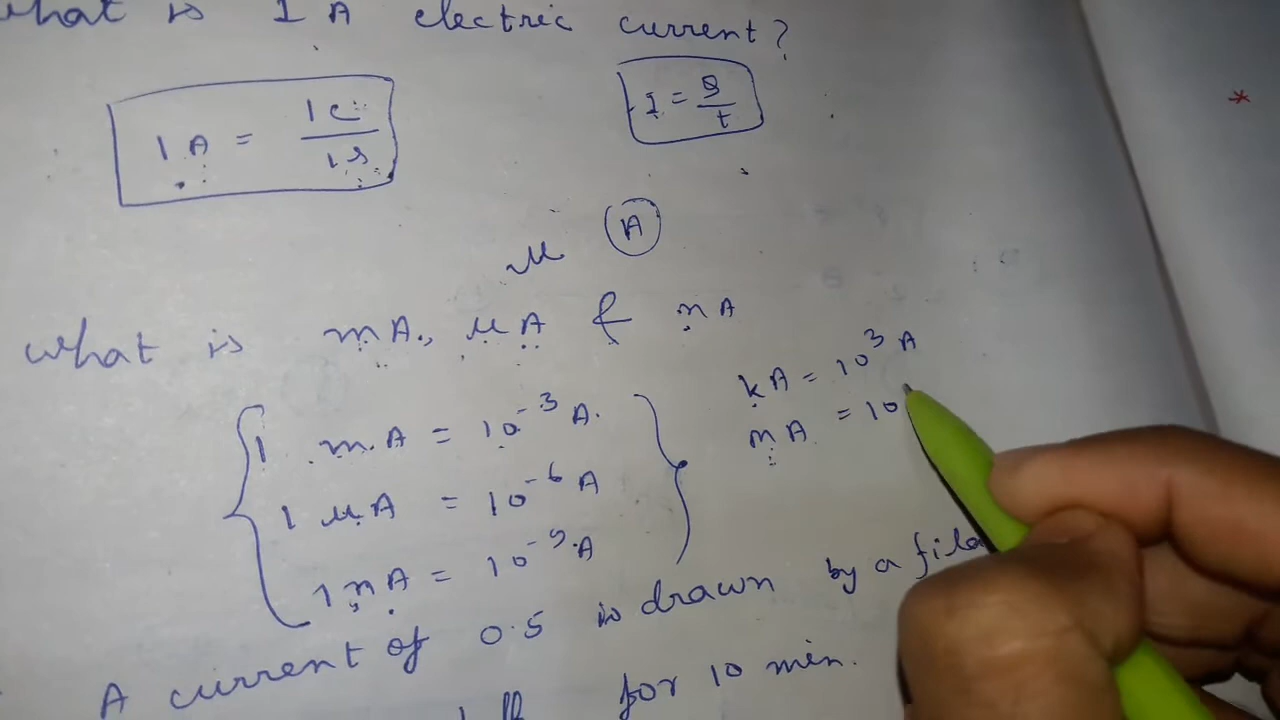 what is 1 A electric current?
1 A = 1C / 1s
I = Q / t
μ A
what is mA, μA & nA
1 mA = 10⁻³ A.
1 μA = 10⁻⁶ A
1 nA = 10⁻⁹ A
kA = 10³ A
mA = 10
A current of 0.5 is drawn by a fila
for 10 min.
*